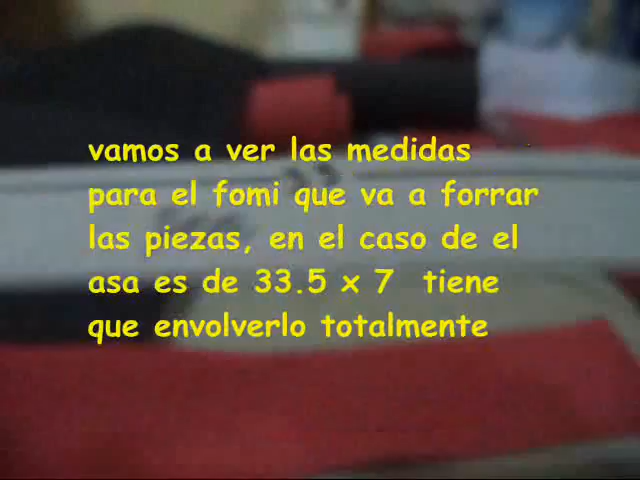 vamos a ver las medidas
para el fomi que va a forrar
las piezas, en el caso de el
asa es de 33.5 x 7 tiene
que envolverlo totalmente